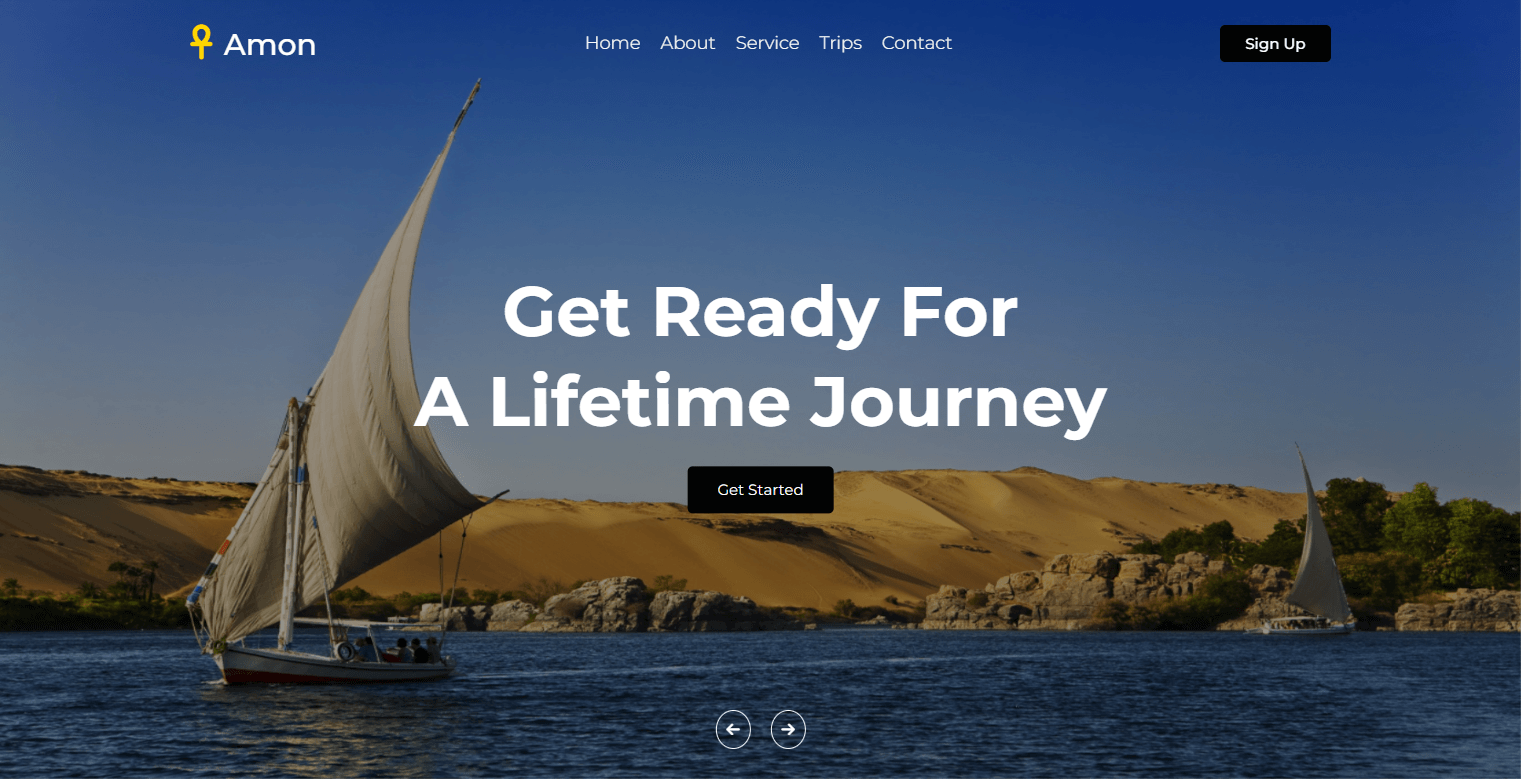 Amon
Home About Service Trips Contact
Sign Up
Get Ready For
A Lifetime Journey
Get Started